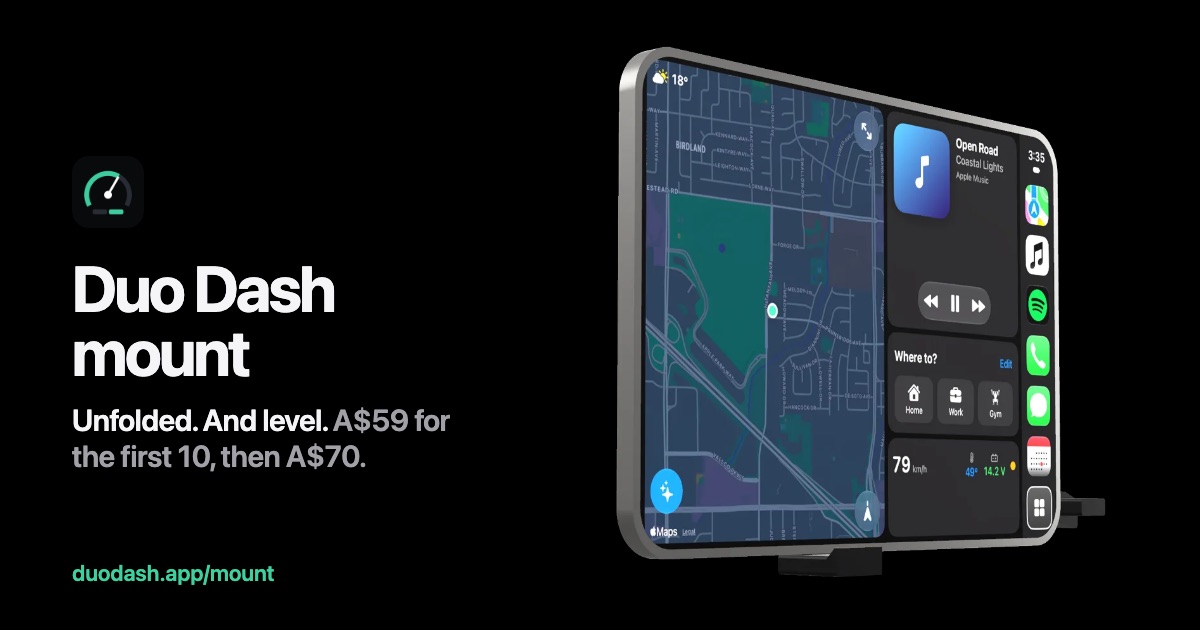 Duo Dash
mount
Unfolded. And level. A$59 for
the first 10, then A$70.
duodash.app/mount
18°
BIRDLAND
Maps
Legal
Open Road
Coastal Lights
Apple Music
Where to?
Edit
Home
Work
Gym
79 km/h
49°
14.2 V
3:35